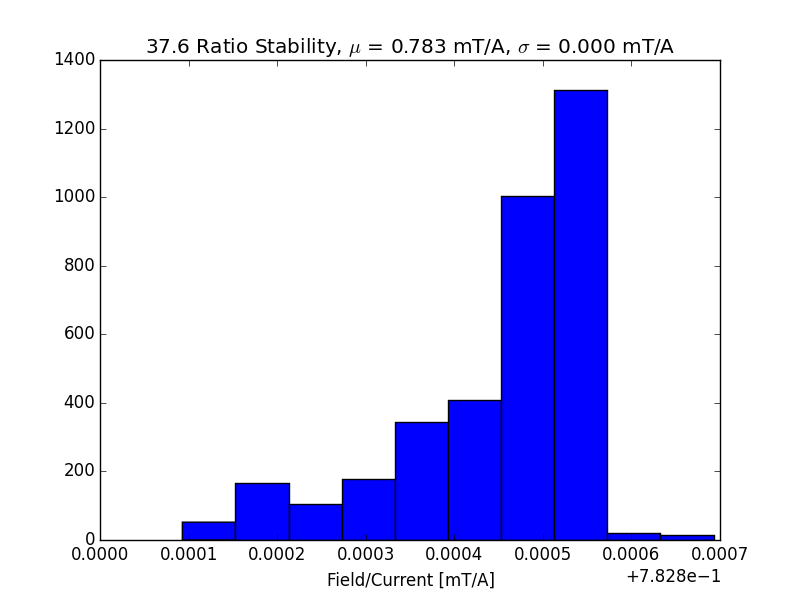 37.6 Ratio Stability, μ = 0.783 mT/A, σ = 0.000 mT/A
1400
1200
1000
800
600
400
200
0
0.0000 0.0001 0.0002 0.0003 0.0004 0.0005 0.0006 0.0007
+7.828e−1
Field/Current [mT/A]